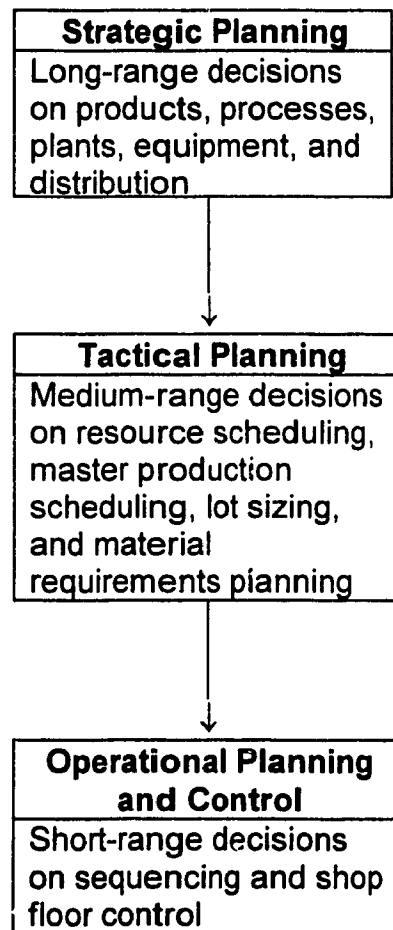 Strategic Planning
Long-range decisions
on products, processes,
plants, equipment, and
distribution
Tactical Planning
Medium-range decisions
on resource scheduling,
master production
scheduling, lot sizing,
and material
requirements planning
Operational Planning
and Control
Short-range decisions
on sequencing and shop
floor control